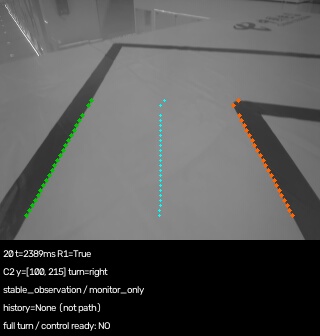 20 t=2389ms R1=True
C2 y=[100, 215] turn=right
stable_observation / monitor_only
history=None (not path)
full turn / control ready: NO